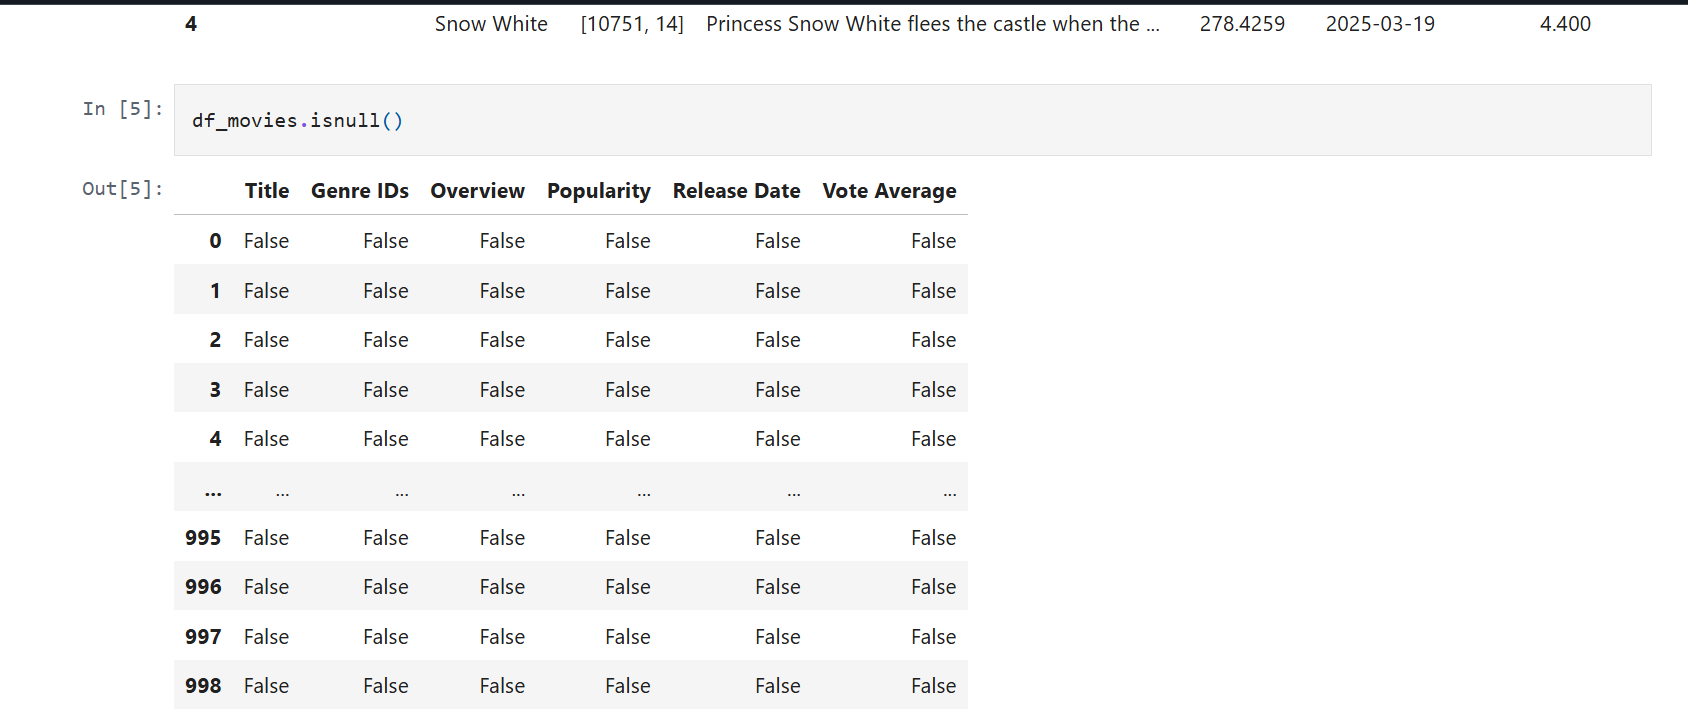 4 Snow White [10751, 14] Princess Snow White flees the castle when the ... 278.4259 2025-03-19 4.400
In [5]: df_movies.isnull()
Out[5]: Title Genre IDs Overview Popularity Release Date Vote Average
0 False False False False False False
1 False False False False False False
2 False False False False False False
3 False False False False False False
4 False False False False False False
... ... ... ... ... ... ...
995 False False False False False False
996 False False False False False False
997 False False False False False False
998 False False False False False False